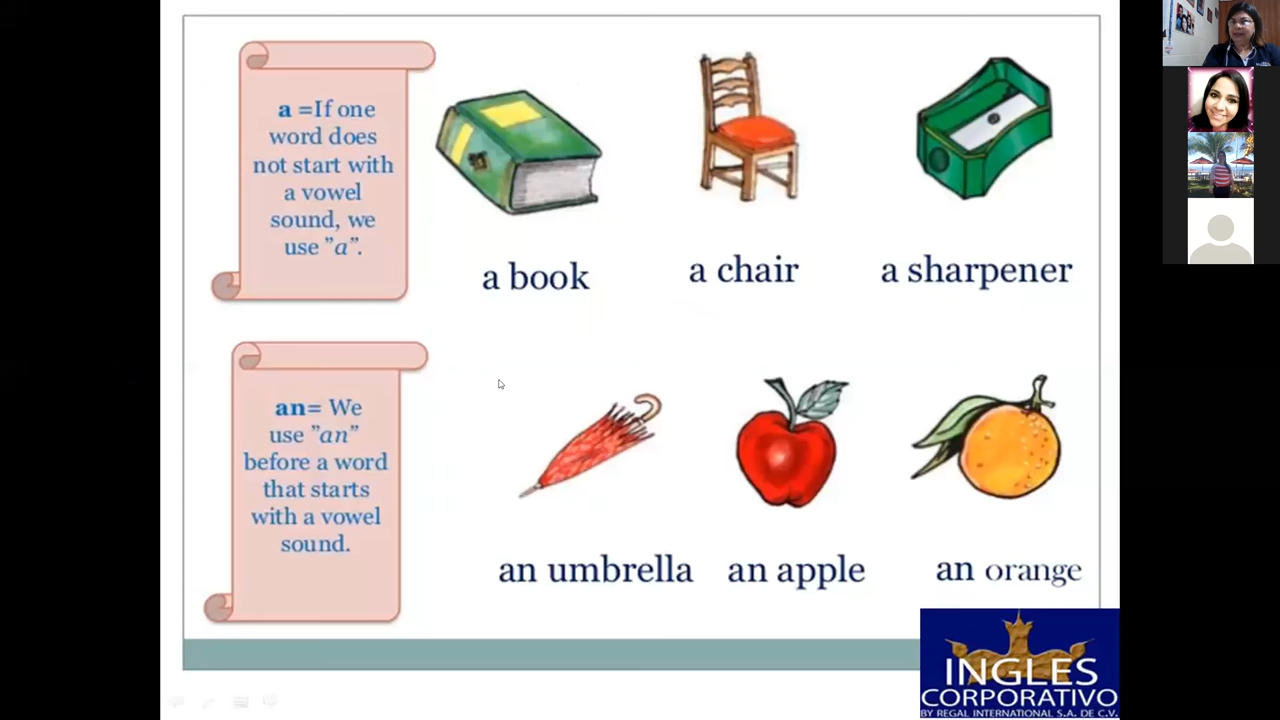 a =If one
word does
not start with
a vowel
sound, we
use ”a”.
a book
a chair
a sharpener
an= We
use ”an”
before a word
that starts
with a vowel
sound.
an umbrella
an apple
an orange
INGLES
CORPORATIVO
BY REGAL INTERNATIONAL S.A. DE C.V.